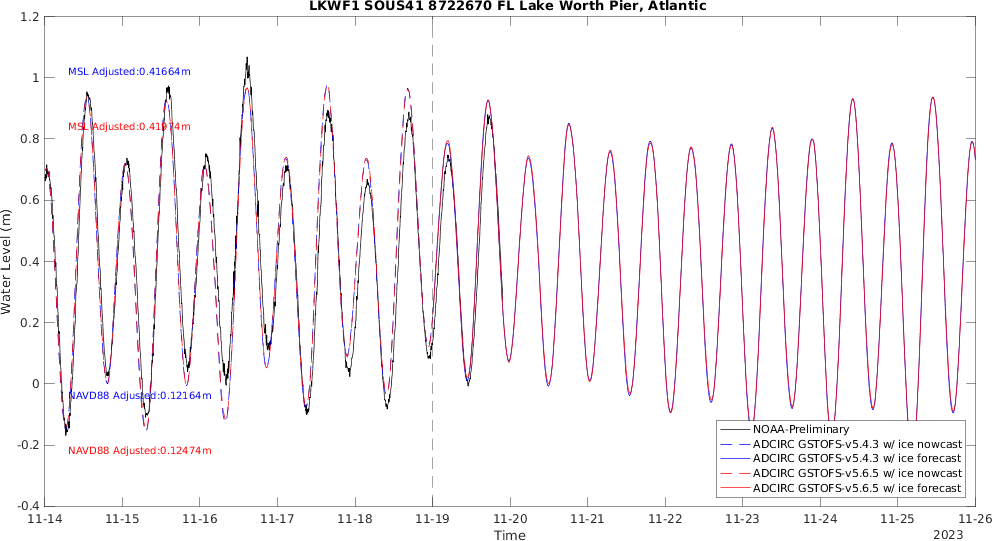 LKWF1 SOUS41 8722670 FL Lake Worth Pier, Atlantic
Water Level (m)
1.2
1
0.8
0.6
0.4
0.2
0
-0.2
-0.4
MSL Adjusted:0.41664m
MSL Adjusted:0.41974m
NAVD88 Adjusted:0.12164m
NAVD88 Adjusted:0.12474m
NOAA-Preliminary
ADCIRC GSTOFS-v5.4.3 w/ ice nowcast
ADCIRC GSTOFS-v5.4.3 w/ ice forecast
ADCIRC GSTOFS-v5.6.5 w/ ice nowcast
ADCIRC GSTOFS-v5.6.5 w/ ice forecast
11-14 11-15 11-16 11-17 11-18 11-19 11-20 11-21 11-22 11-23 11-24 11-25 11-26
Time
2023